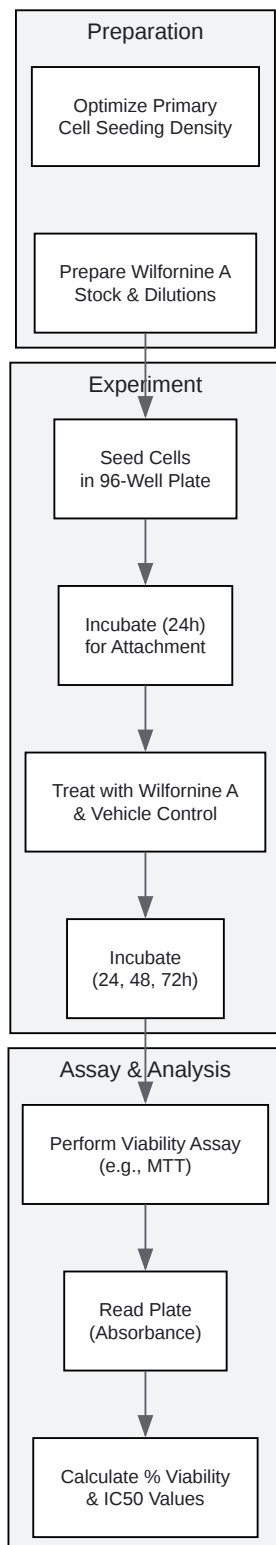 Preparation
Optimize Primary
Cell Seeding Density
Prepare Wilfornine A
Stock & Dilutions
Experiment
Seed Cells
in 96-Well Plate
Incubate (24h)
for Attachment
Treat with Wilfornine A
& Vehicle Control
Incubate
(24, 48, 72h)
Assay & Analysis
Perform Viability Assay
(e.g., MTT)
Read Plate
(Absorbance)
Calculate % Viability
& IC50 Values